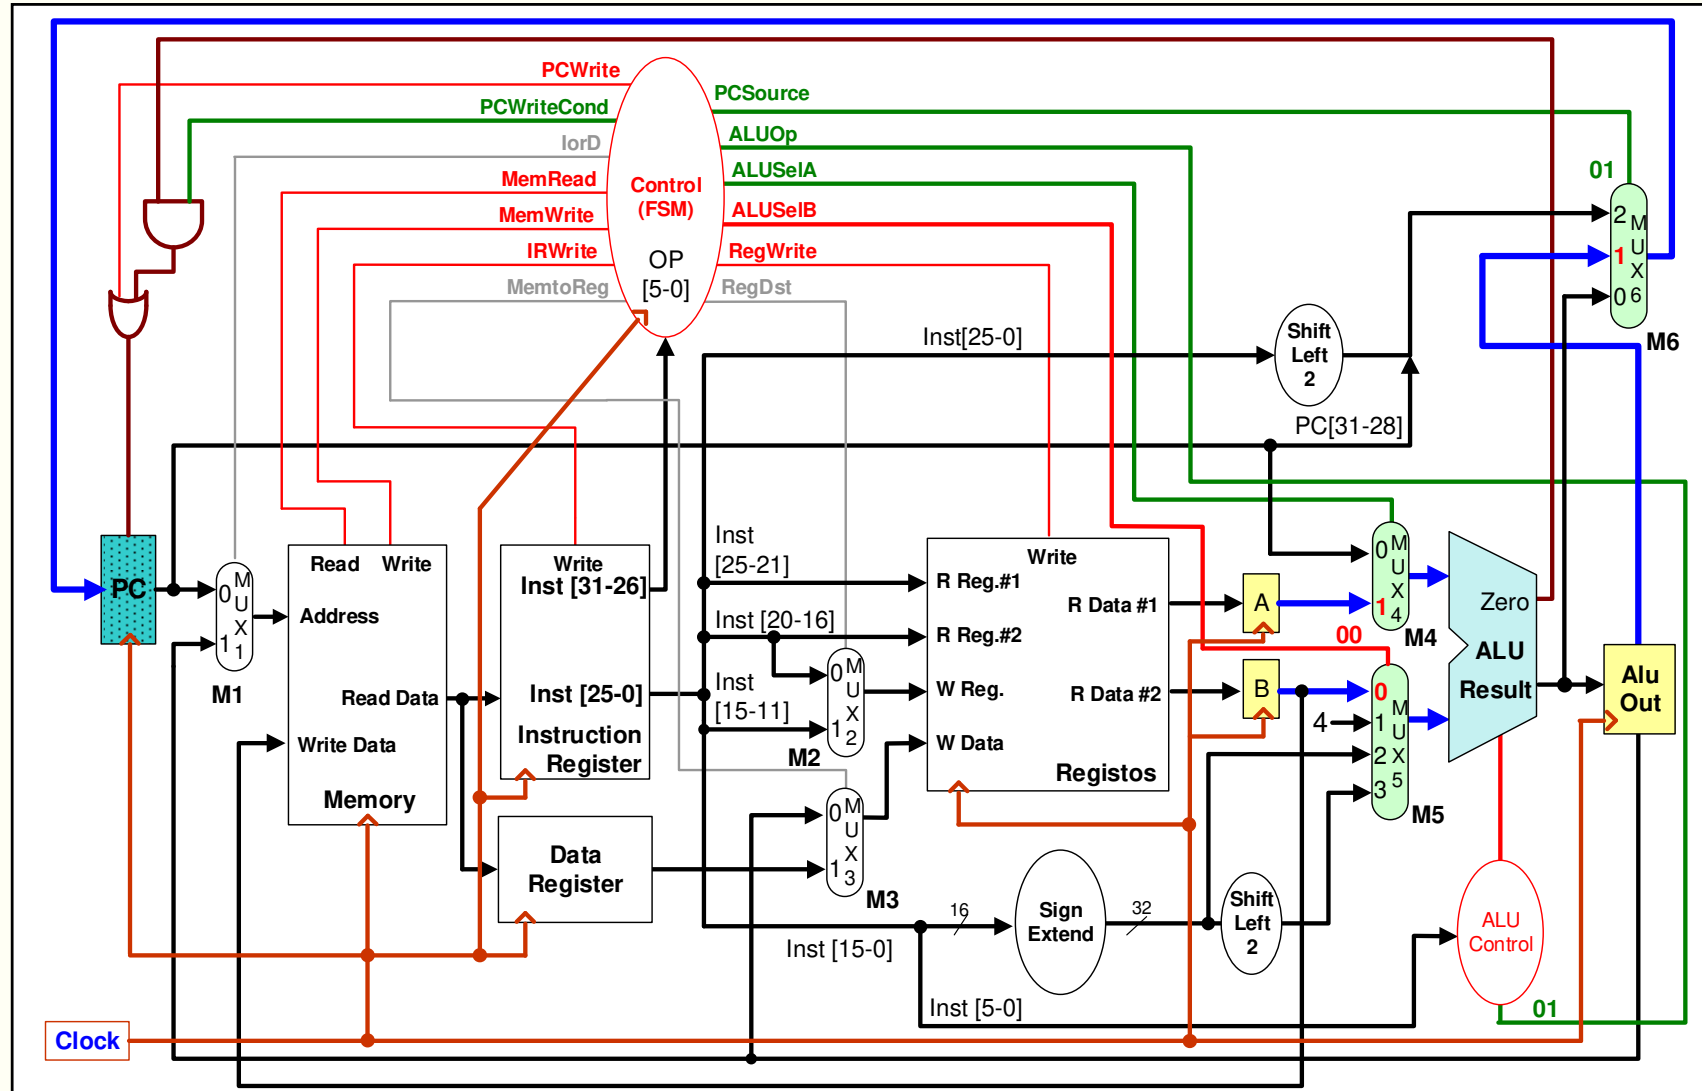 PCWrite
PCWriteCond
IorD
MemRead
MemWrite
IRWrite
MemtoReg
Control
(FSM)
OP
[5-0]
PCSource
ALUOp
ALUSelA
ALUSelB
RegWrite
RegDst
01
2
1
0
M
U
X
6
M6
Inst[25-0]
Shift
Left
2
PC[31-28]
PC
0
1
M
U
X
1
M1
Read
Write
Address
Read Data
Write Data
Memory
Write
Inst [31-26]
Inst [25-0]
Instruction
Register
Data
Register
Inst
[25-21]
Inst [20-16]
Inst
[15-11]
0
1
M
U
X
2
M2
0
1
M
U
X
3
M3
Write
R Reg.#1
R Reg.#2
W Reg.
W Data
R Data #1
R Data #2
Registos
A
B
0
1
M
U
X
4
M4
00
0
4
1
2
3
M
U
X
5
M5
Zero
ALU
Result
Alu
Out
Inst [15-0]
16
Sign
Extend
32
Shift
Left
2
Inst [5-0]
ALU
Control
01
Clock